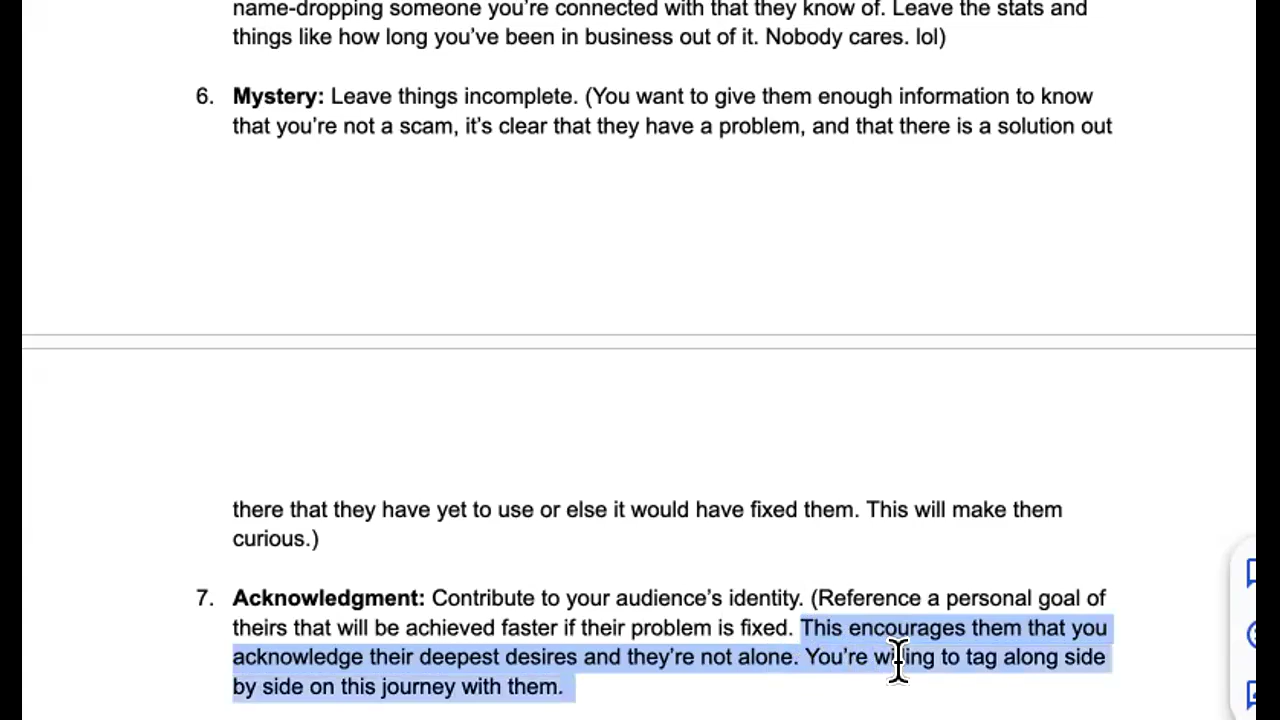 name-dropping someone you're connected with that they know of. Leave the stats and
things like how long you've been in business out of it. Nobody cares. lol)
6. Mystery: Leave things incomplete. (You want to give them enough information to know
that you're not a scam, it's clear that they have a problem, and that there is a solution out
there that they have yet to use or else it would have fixed them. This will make them
curious.)
7. Acknowledgment: Contribute to your audience's identity. (Reference a personal goal of
theirs that will be achieved faster if their problem is fixed. This encourages them that you
acknowledge their deepest desires and they're not alone. You're willing to tag along side
by side on this journey with them.